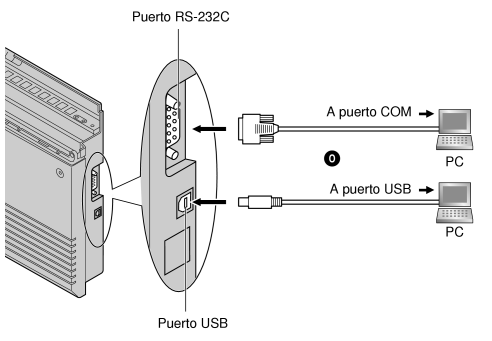 Puerto RS-232C
A puerto COM
PC
O
A puerto USB
PC
Puerto USB